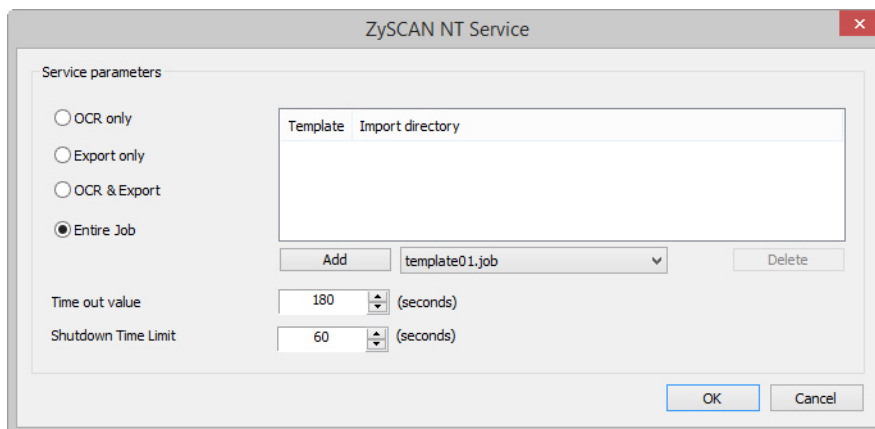 ZySCAN NT Service
Service parameters
OCR only
Export only
OCR & Export
Entire Job
Template Import directory
Add template01.job Delete
Time out value 180 (seconds)
Shutdown Time Limit 60 (seconds)
OK Cancel